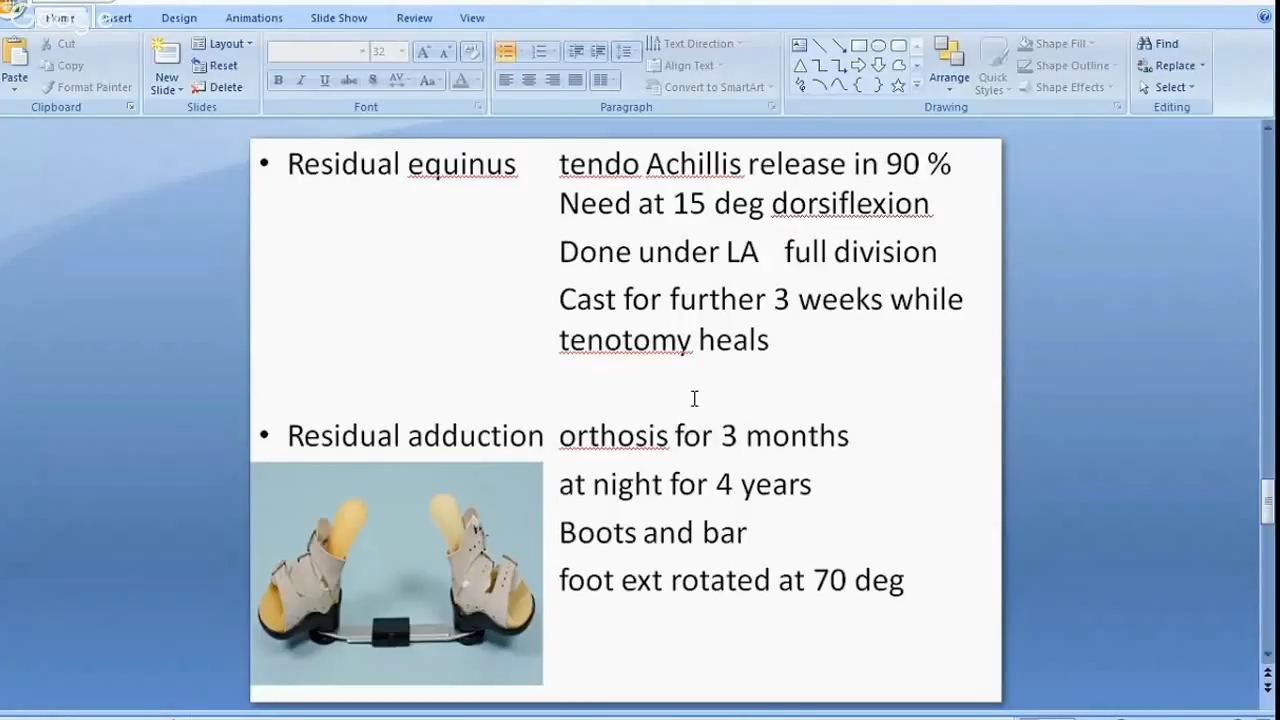 Home Insert Design Animations Slide Show Review View
Cut Layout 32 Text Direction Shape Fill Find
Copy Reset Align Text Shape Outline Replace
Paste Format Painter New Slide Delete B I U abe S AV Aa A Convert to SmartArt Arrange Quick Styles Shape Effects Select
Clipboard Slides Font Paragraph Drawing Editing
• Residual equinus tendo Achillis release in 90 %
Need at 15 deg dorsiflexion
Done under LA full division
Cast for further 3 weeks while
tenotomy heals
• Residual adduction orthosis for 3 months
at night for 4 years
Boots and bar
foot ext rotated at 70 deg